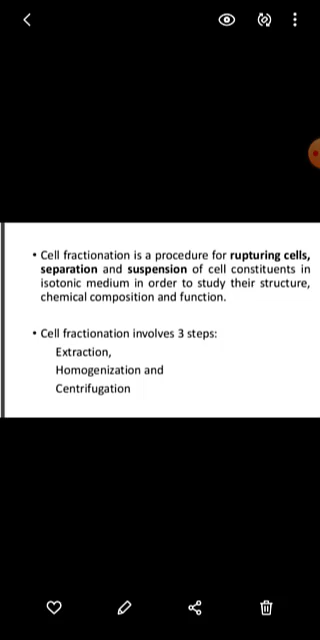 • Cell fractionation is a procedure for rupturing cells,
separation and suspension of cell constituents in
isotonic medium in order to study their structure,
chemical composition and function.
• Cell fractionation involves 3 steps:
Extraction,
Homogenization and
Centrifugation